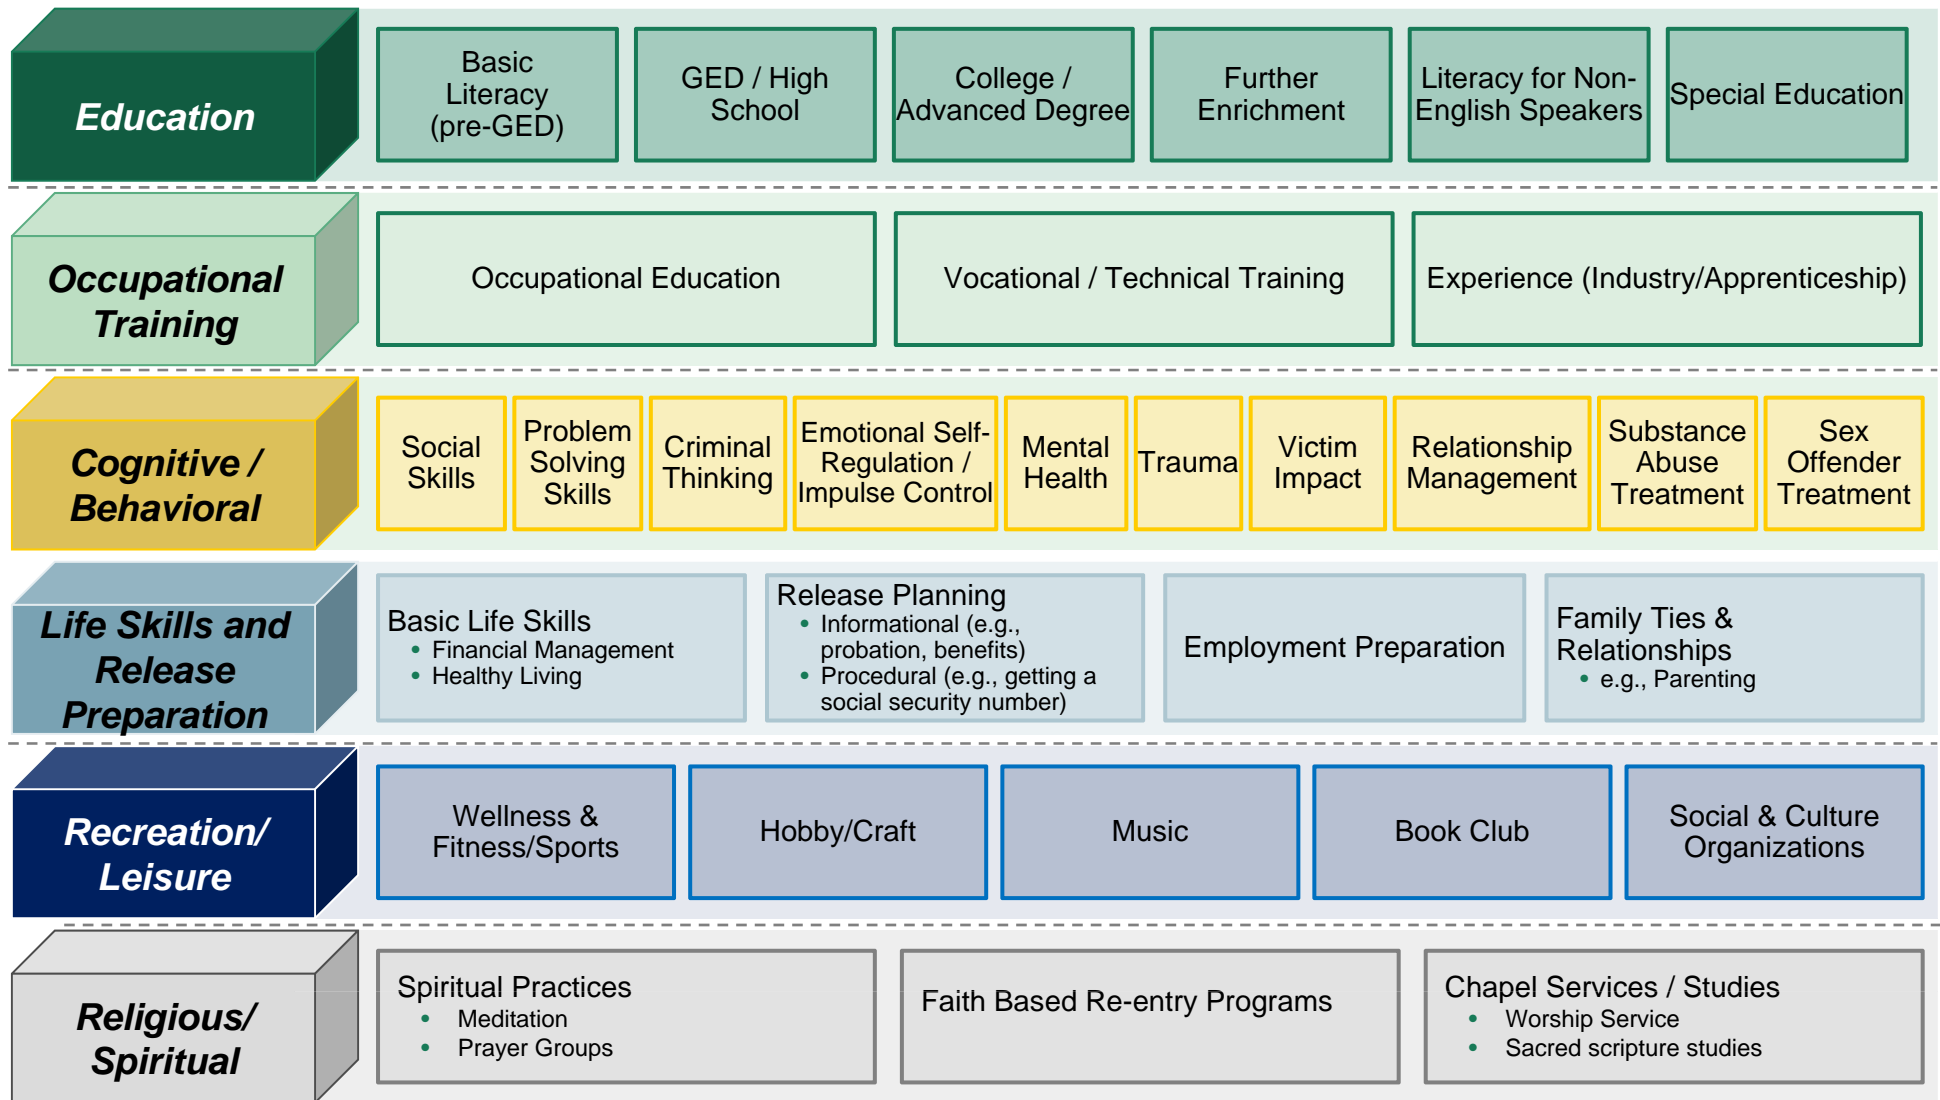 Education
Basic
Literacy
(pre-GED)
GED / High
School
College /
Advanced Degree
Further
Enrichment
Literacy for Non-
English Speakers
Special Education
Occupational
Training
Occupational Education
Vocational / Technical Training
Experience (Industry/Apprenticeship)
Cognitive /
Behavioral
Social
Skills
Problem
Solving
Skills
Criminal
Thinking
Emotional Self-
Regulation /
Impulse Control
Mental
Health
Trauma
Victim
Impact
Relationship
Management
Substance
Abuse
Treatment
Sex
Offender
Treatment
Life Skills and
Release
Preparation
Basic Life Skills
• Financial Management
• Healthy Living
Release Planning
• Informational (e.g.,
probation, benefits)
• Procedural (e.g., getting a
social security number)
Employment Preparation
Family Ties &
Relationships
• e.g., Parenting
Recreation/
Leisure
Wellness &
Fitness/Sports
Hobby/Craft
Music
Book Club
Social & Culture
Organizations
Religious/
Spiritual
Spiritual Practices
• Meditation
• Prayer Groups
Faith Based Re-entry Programs
Chapel Services / Studies
• Worship Service
• Sacred scripture studies